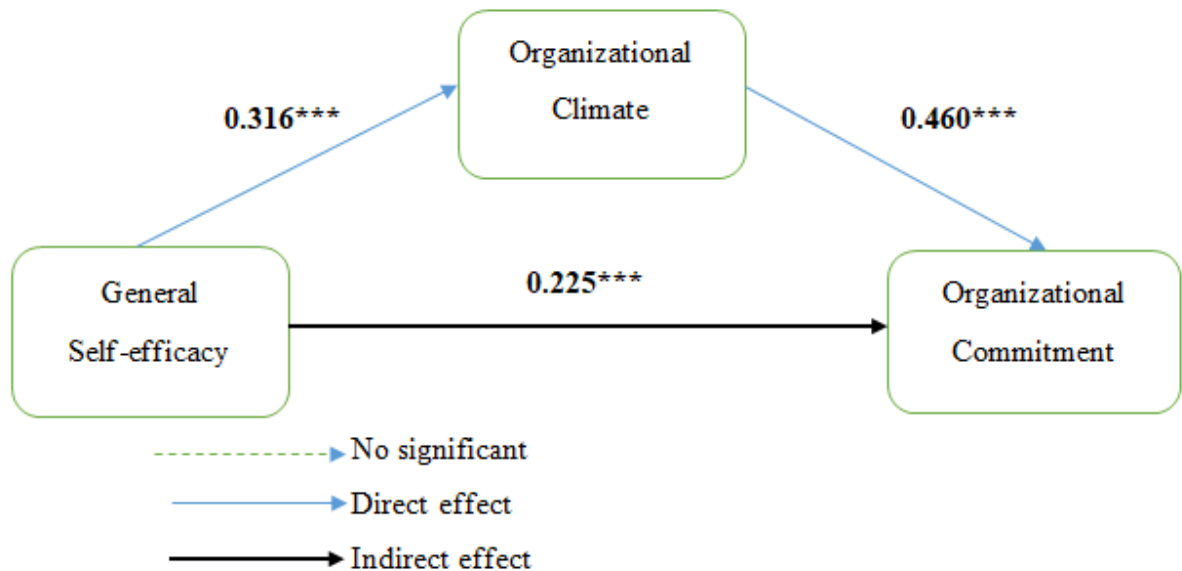 Organizational
Climate
0.316***
0.460***
General
Self-efficacy
0.225***
Organizational
Commitment
No significant
Direct effect
Indirect effect